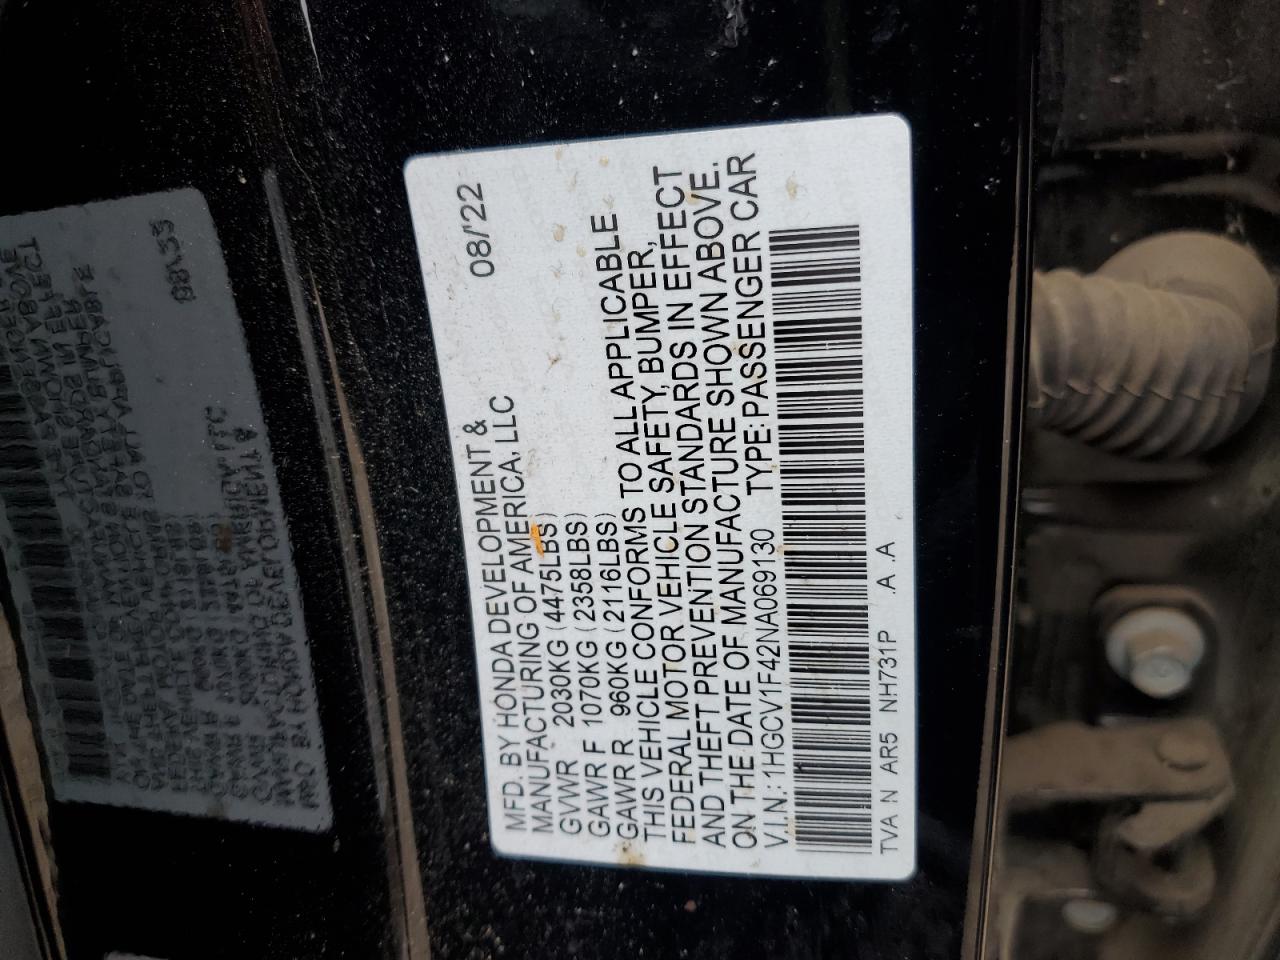 MFD. BY HONDA DEVELOPMENT & 08/'22
MANUFACTURING OF AMERICA, LLC
GVWR 2030KG (4475LBS)
GAWR F 1070KG (2358LBS)
GAWR R 960KG (2116LBS)
THIS VEHICLE CONFORMS TO ALL APPLICABLE
FEDERAL MOTOR VEHICLE SAFETY, BUMPER,
AND THEFT PREVENTION STANDARDS IN EFFECT
ON THE DATE OF MANUFACTURE SHOWN ABOVE.
V.I.N.: 1HGCV1F42NA069130 TYPE: PASSENGER CAR
TVA N AR5 NH731P A A